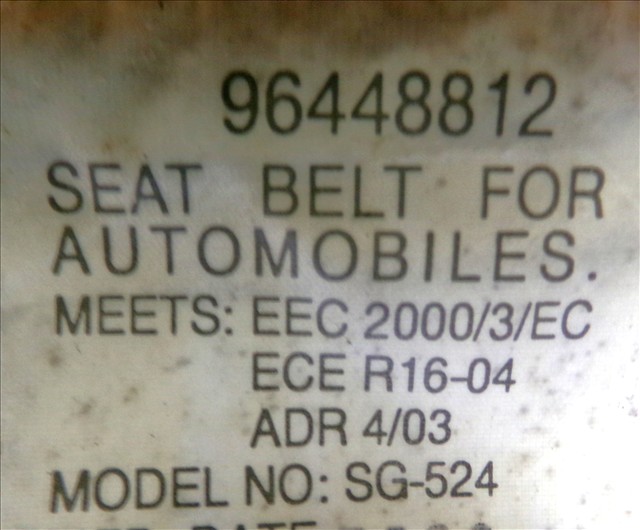 96448812
SEAT BELT FOR
AUTOMOBILES.
MEETS: EEC 2000/3/EC
ECE R16-04
ADR 4/03
MODEL NO: SG-524